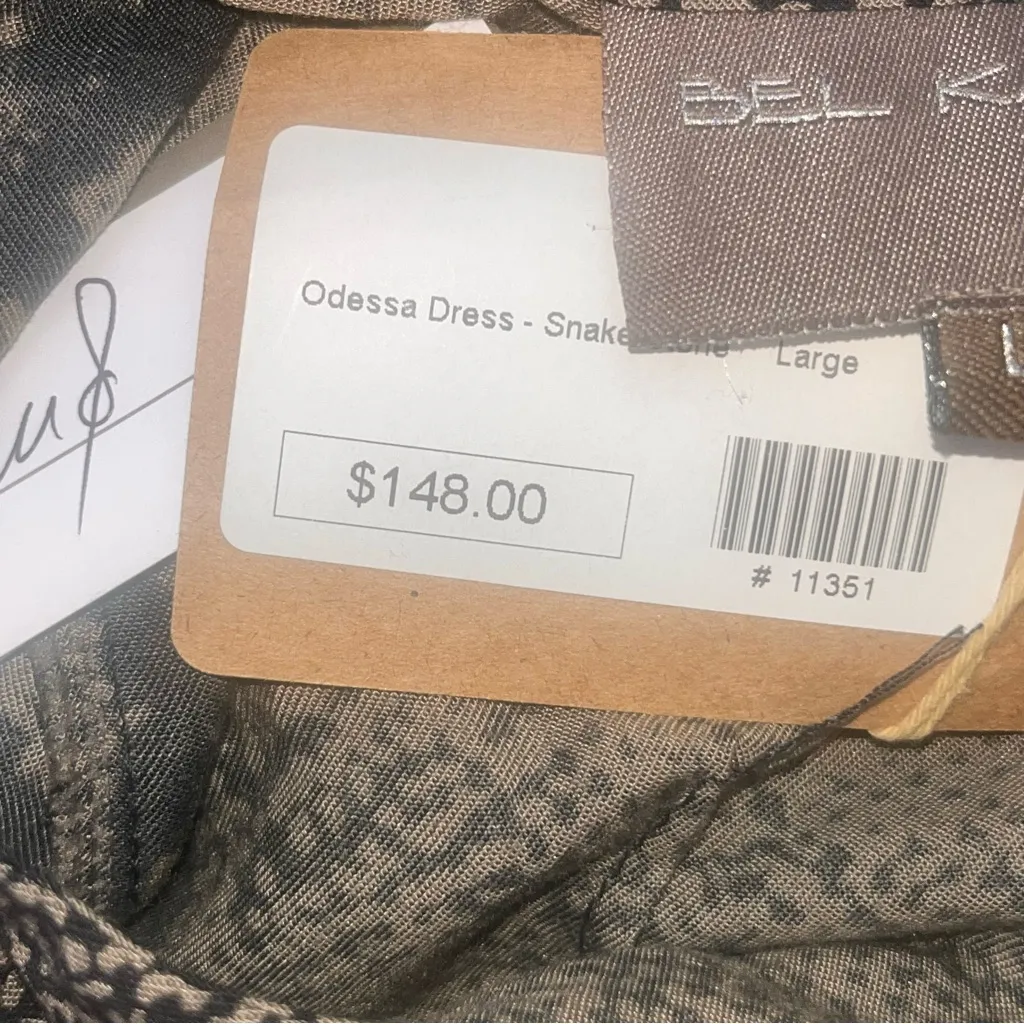 BEL
Odessa Dress - Snake
Large
$148.00
# 11351